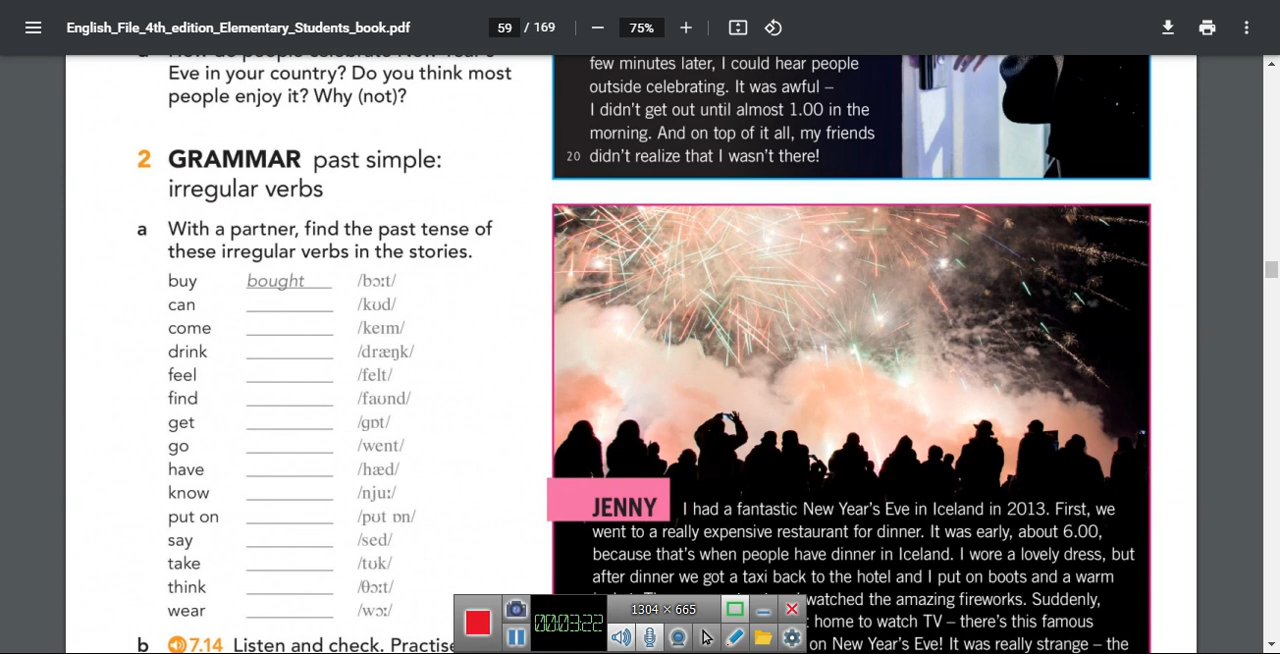 English_File_4th_edition_Elementary_Students_book.pdf
59 / 169
75%
Eve in your country? Do you think most
people enjoy it? Why (not)?
2 GRAMMAR past simple:
irregular verbs
a With a partner, find the past tense of
these irregular verbs in the stories.
buy bought /bɔːt/
can /kʊd/
come /keɪm/
drink /dræŋk/
feel /felt/
find /faʊnd/
get /ɡɒt/
go /went/
have /hæd/
know /njuː/
put on /pʊt ɒn/
say /sed/
take /tʊk/
think /θɔːt/
wear /wɔː/
b 7.14 Listen and check. Practise
few minutes later, I could hear people
outside celebrating. It was awful –
I didn't get out until almost 1.00 in the
morning. And on top of it all, my friends
20 didn't realize that I wasn't there!
JENNY I had a fantastic New Year's Eve in Iceland in 2013. First, we
went to a really expensive restaurant for dinner. It was early, about 6.00,
because that's when people have dinner in Iceland. I wore a lovely dress, but
after dinner we got a taxi back to the hotel and I put on boots and a warm
watched the amazing fireworks. Suddenly,
home to watch TV – there's this famous
on New Year's Eve! It was really strange – the
1304 × 665
00:03:22